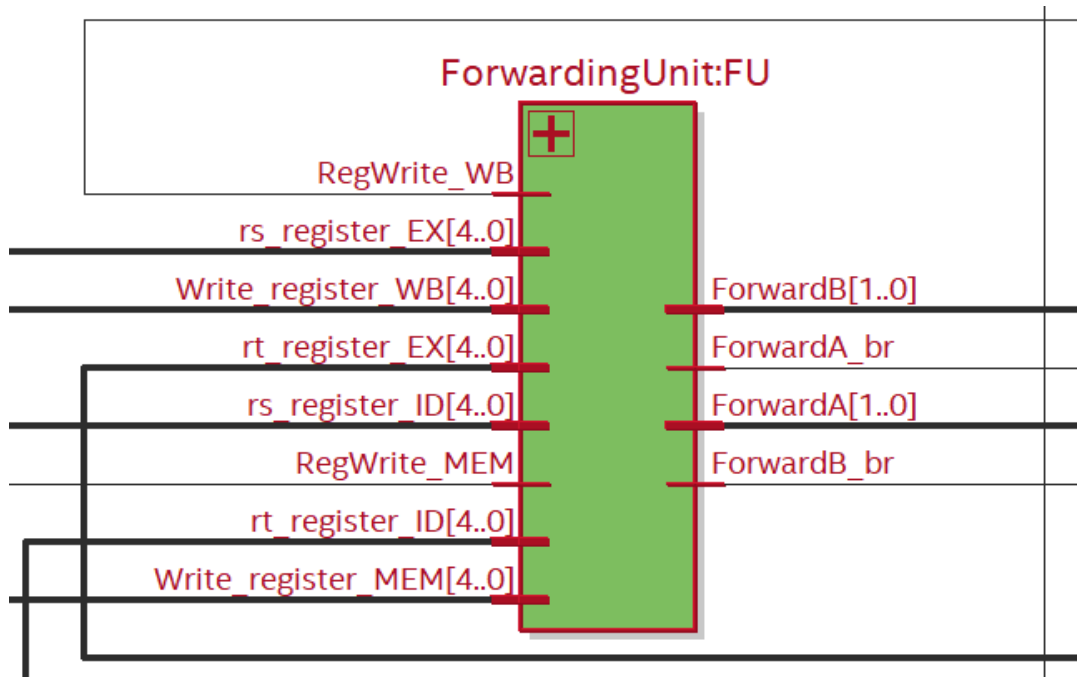 ForwardingUnit:FU
RegWrite_WB
rs_register_EX[4..0]
Write_register_WB[4..0]
rt_register_EX[4..0]
rs_register_ID[4..0]
RegWrite_MEM
rt_register_ID[4..0]
Write_register_MEM[4..0]
ForwardB[1..0]
ForwardA_br
ForwardA[1..0]
ForwardB_br